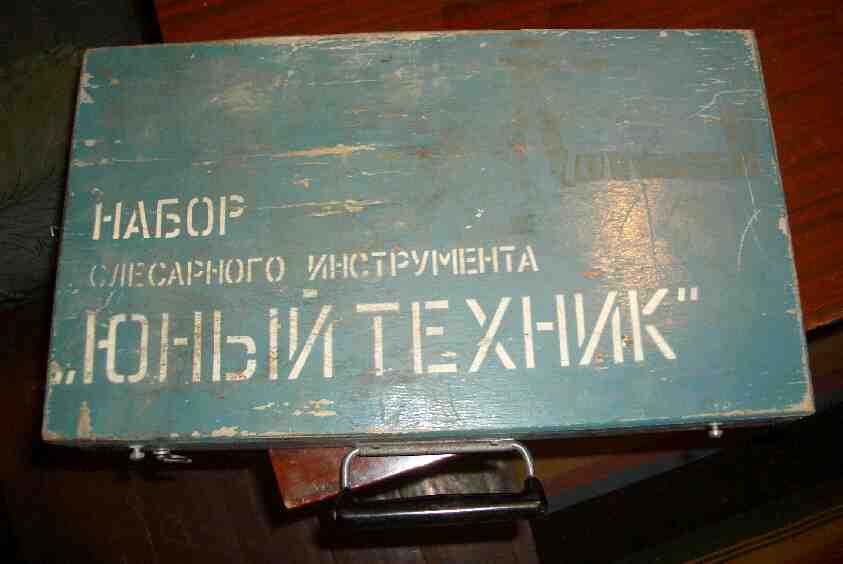 НАБОР
СЛЕСАРНОГО ИНСТРУМЕНТА
„ЮНЫЙ ТЕХНИК"